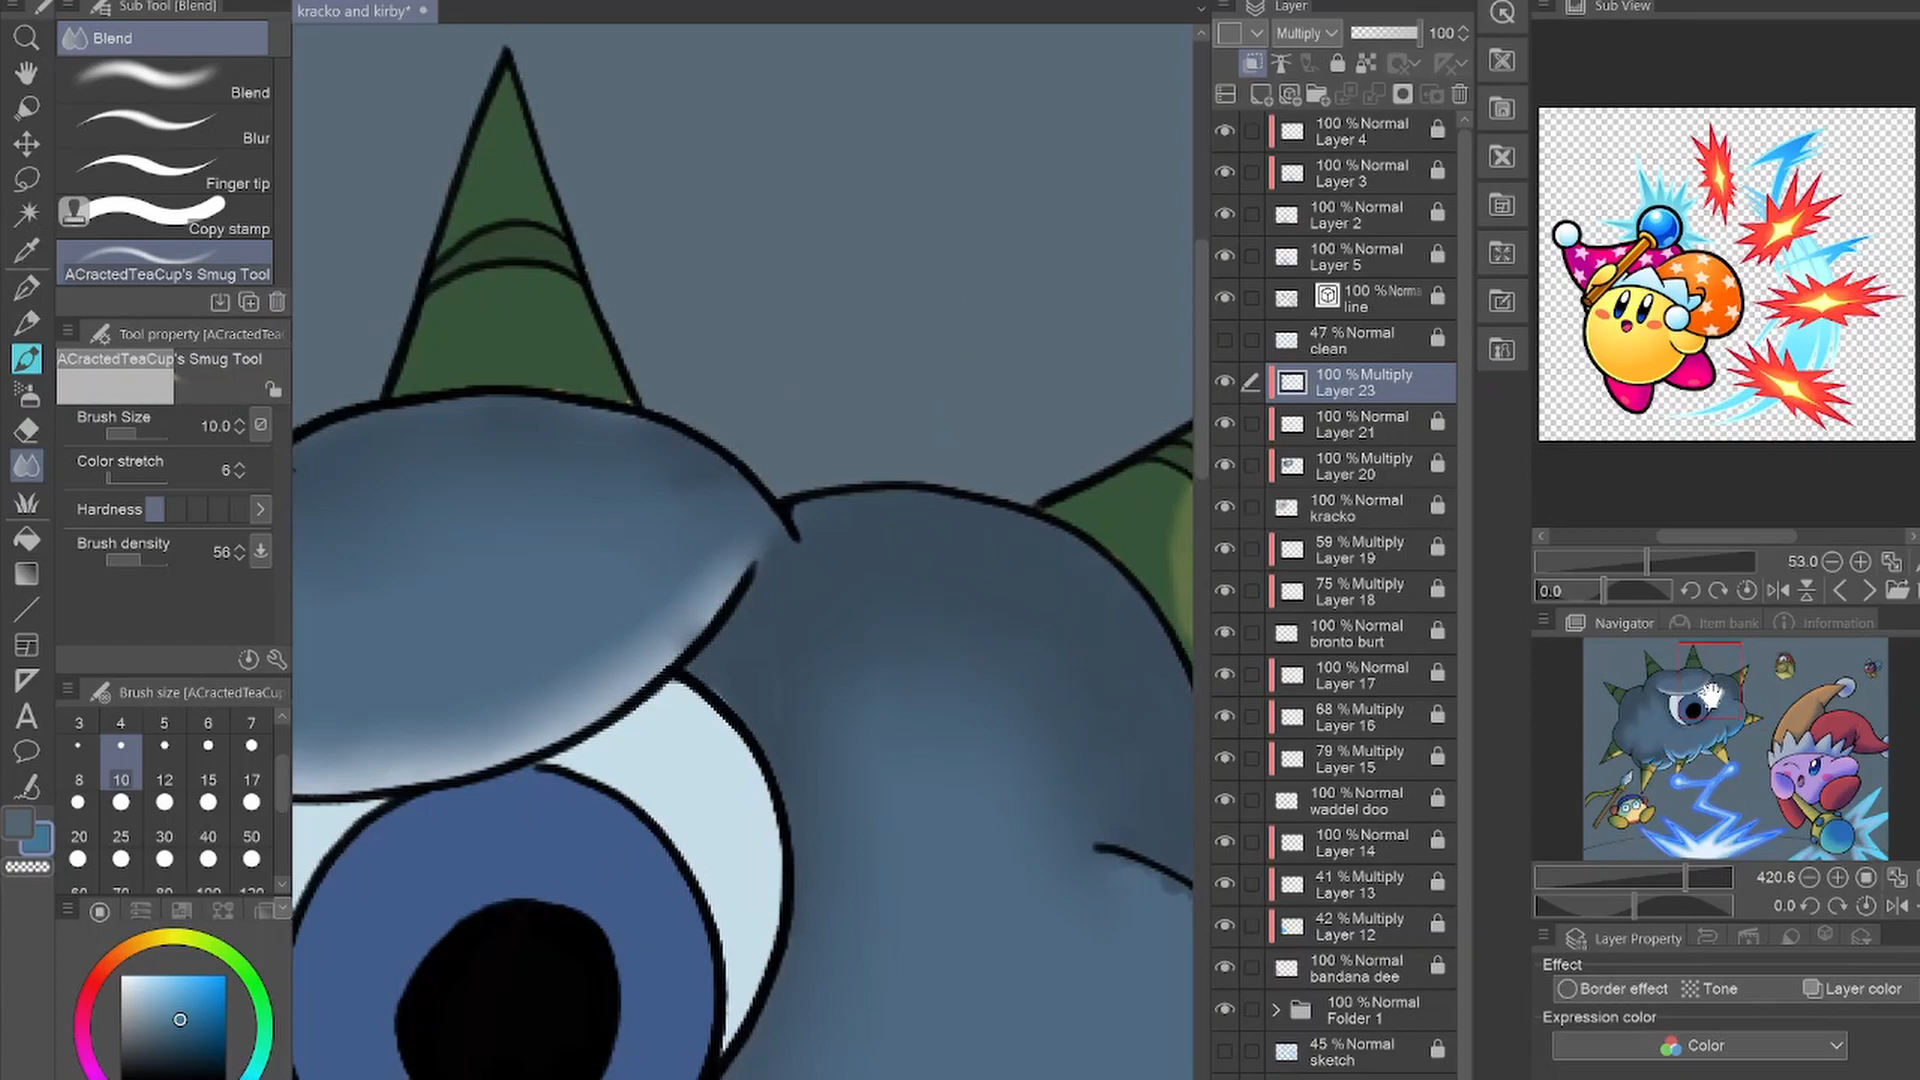 Sub Tool [Blend]
Blend
Blend
Blur
Finger tip
Copy stamp
ACractedTeaCup's Smug Tool
Tool property [ACractedTea
ACractedTeaCup's Smug Tool
Brush Size 10.0
Color stretch 6
Hardness
Brush density 56
Brush size [ACractedTeaCup
3 4 5 6 7
8 10 12 15 17
20 25 30 40 50
kracko and kirby*
Layer
Multiply 100
100 % Normal
Layer 4
100 % Normal
Layer 3
100 % Normal
Layer 2
100 % Normal
Layer 5
100 % Norma
line
47 % Normal
clean
100 % Multiply
Layer 23
100 % Normal
Layer 21
100 % Multiply
Layer 20
100 % Normal
kracko
59 % Multiply
Layer 19
75 % Multiply
Layer 18
100 % Normal
bronto burt
100 % Normal
Layer 17
68 % Multiply
Layer 16
79 % Multiply
Layer 15
100 % Normal
waddel doo
100 % Normal
Layer 14
41 % Multiply
Layer 13
42 % Multiply
Layer 12
100 % Normal
bandana dee
100 % Normal
Folder 1
45 % Normal
sketch
Sub View
53.0
0.0
Navigator Item bank Information
420.6
0.0
Layer Property
Effect
Border effect Tone Layer color
Expression color
Color